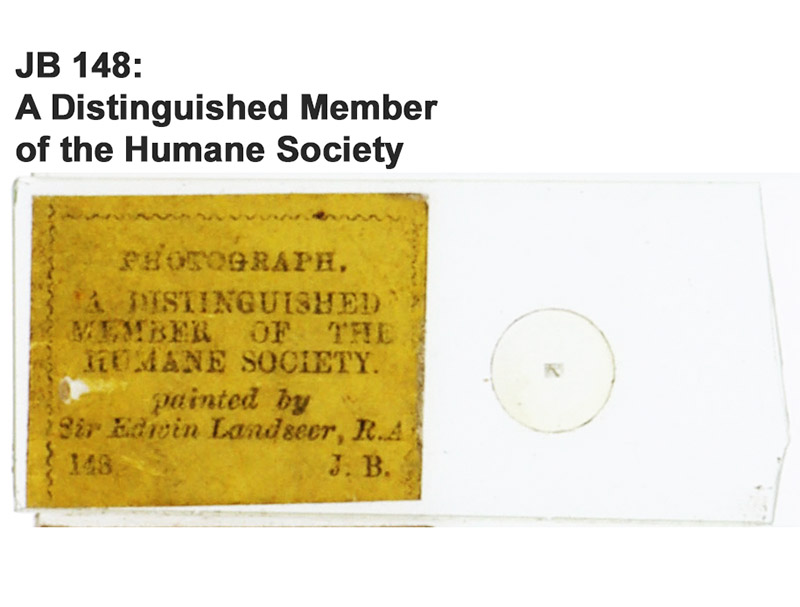 JB 148:
A Distinguished Member
of the Humane Society
PHOTOGRAPH.
A DISTINGUISHED
MEMBER OF THE
HUMANE SOCIETY.
painted by
Sir Edwin Landseer, R.A
148 J. B.